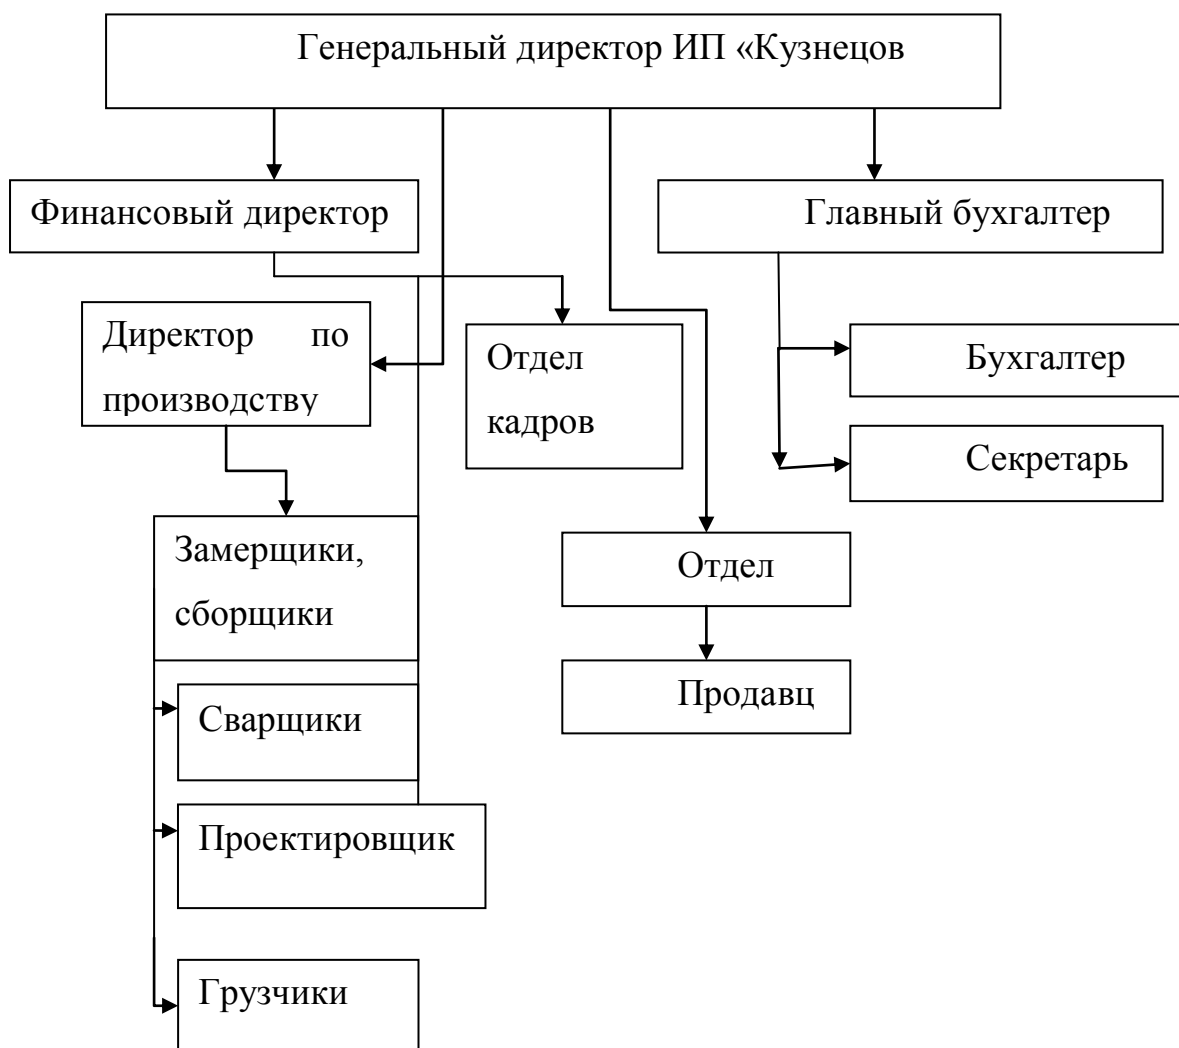 Генеральный директор ИП «Кузнецов
Финансовый директор
Главный бухгалтер
Директор по
производству
Отдел
кадров
Бухгалтер
Секретарь
Замерщики,
сборщики
Отдел
Продавц
Сварщики
Проектировщик
Грузчики